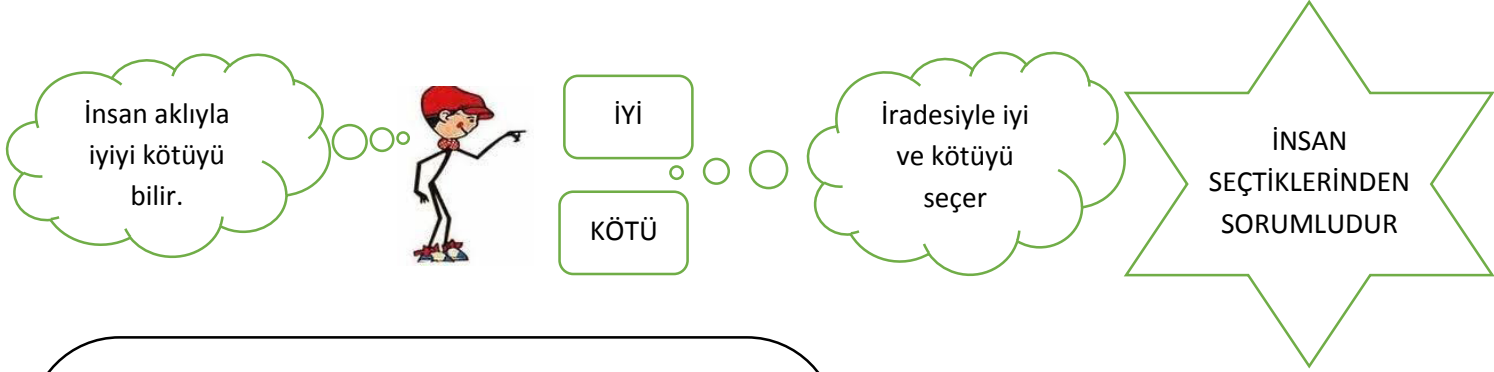 İnsan aklıyla
iyiyi kötüyü
bilir.
İYİ
KÖTÜ
İradesiyle iyi
ve kötüyü
seçer
İNSAN
SEÇTİKLERİNDEN
SORUMLUDUR